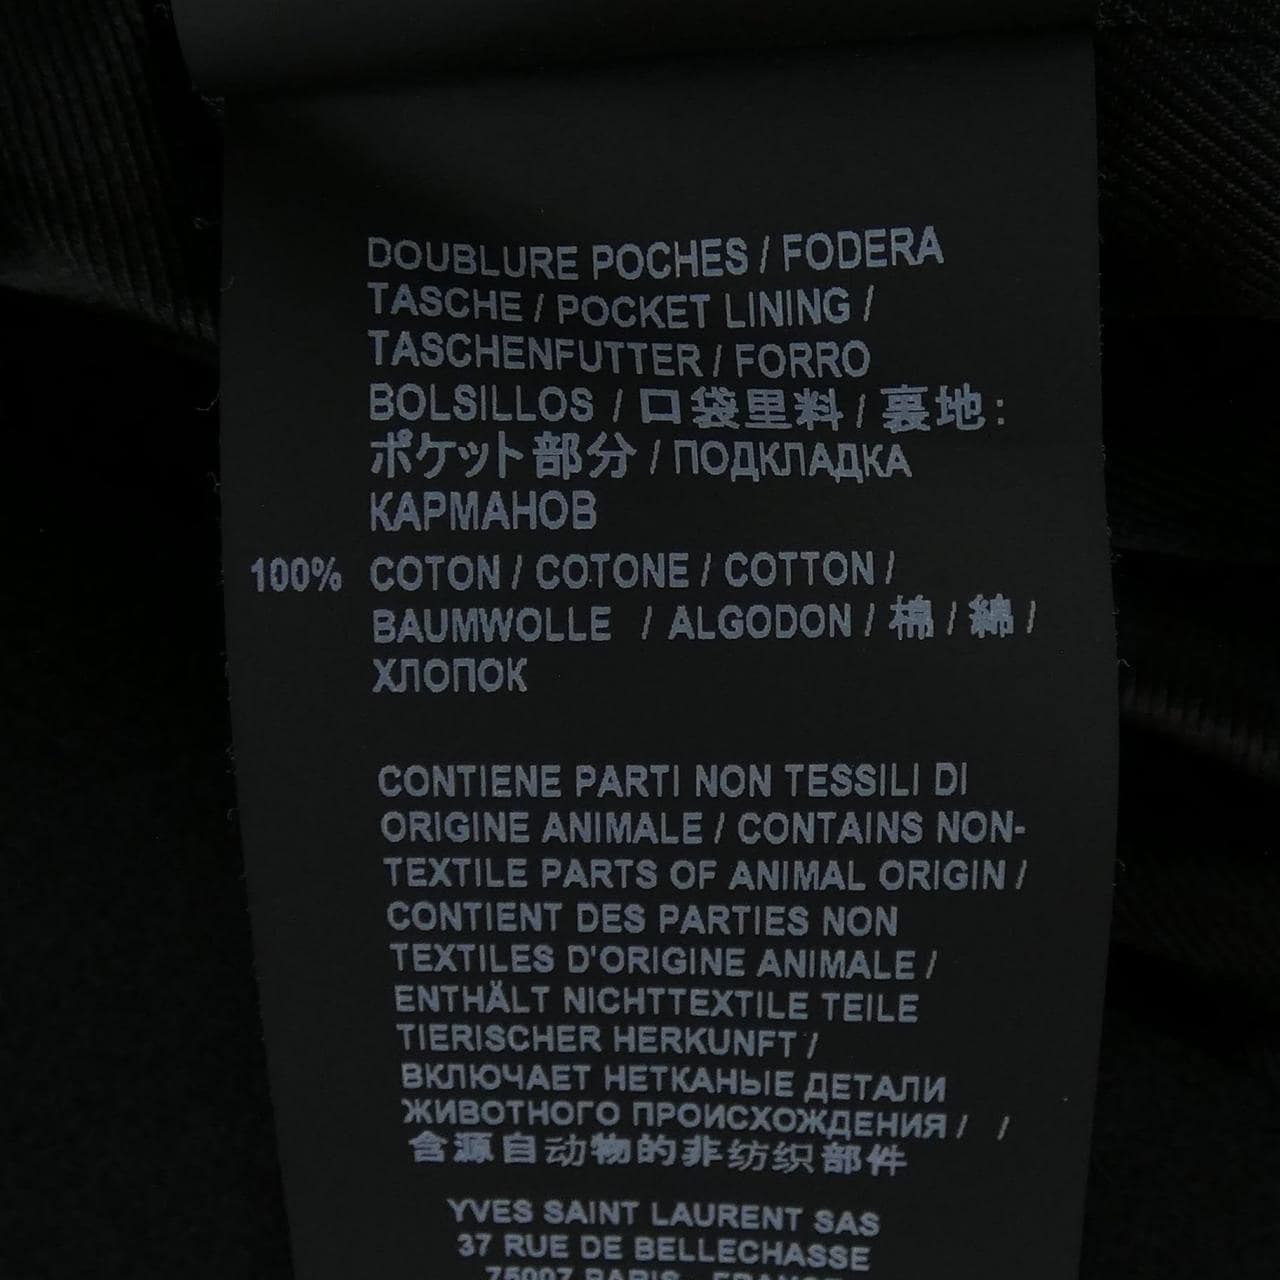 DOUBLURE POCHES / FODERA
TASCHE / POCKET LINING /
TASCHENFUTTER / FORRO
BOLSILLOS / 口袋里料 / 裏地:
ポケット部分 / ПОДКЛАДКА
КАРМАНОВ
100% COTON / COTONE / COTTON /
BAUMWOLLE / ALGODON / 棉 / 綿 /
ХЛОПОК
CONTIENE PARTI NON TESSILI DI
ORIGINE ANIMALE / CONTAINS NON-
TEXTILE PARTS OF ANIMAL ORIGIN /
CONTIENT DES PARTIES NON
TEXTILES D'ORIGINE ANIMALE /
ENTHÄLT NICHTTEXTILE TEILE
TIERISCHER HERKUNFT /
ВКЛЮЧАЕТ НЕТКАНЫЕ ДЕТАЛИ
ЖИВОТНОГО ПРОИСХОЖДЕНИЯ / /
含源自动物的非纺织部件
YVES SAINT LAURENT SAS
37 RUE DE BELLECHASSE
75007 PARIS - FRANCE